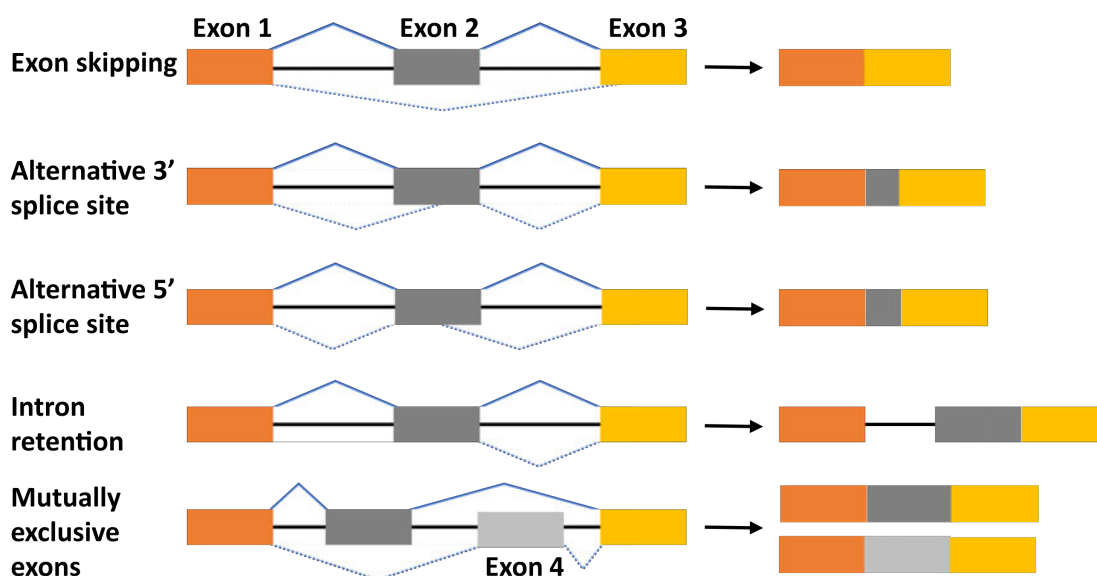 Exon 1
Exon 2
Exon 3
Exon skipping
Alternative 3’
splice site
Alternative 5’
splice site
Intron
retention
Mutually
exclusive
exons
Exon 4